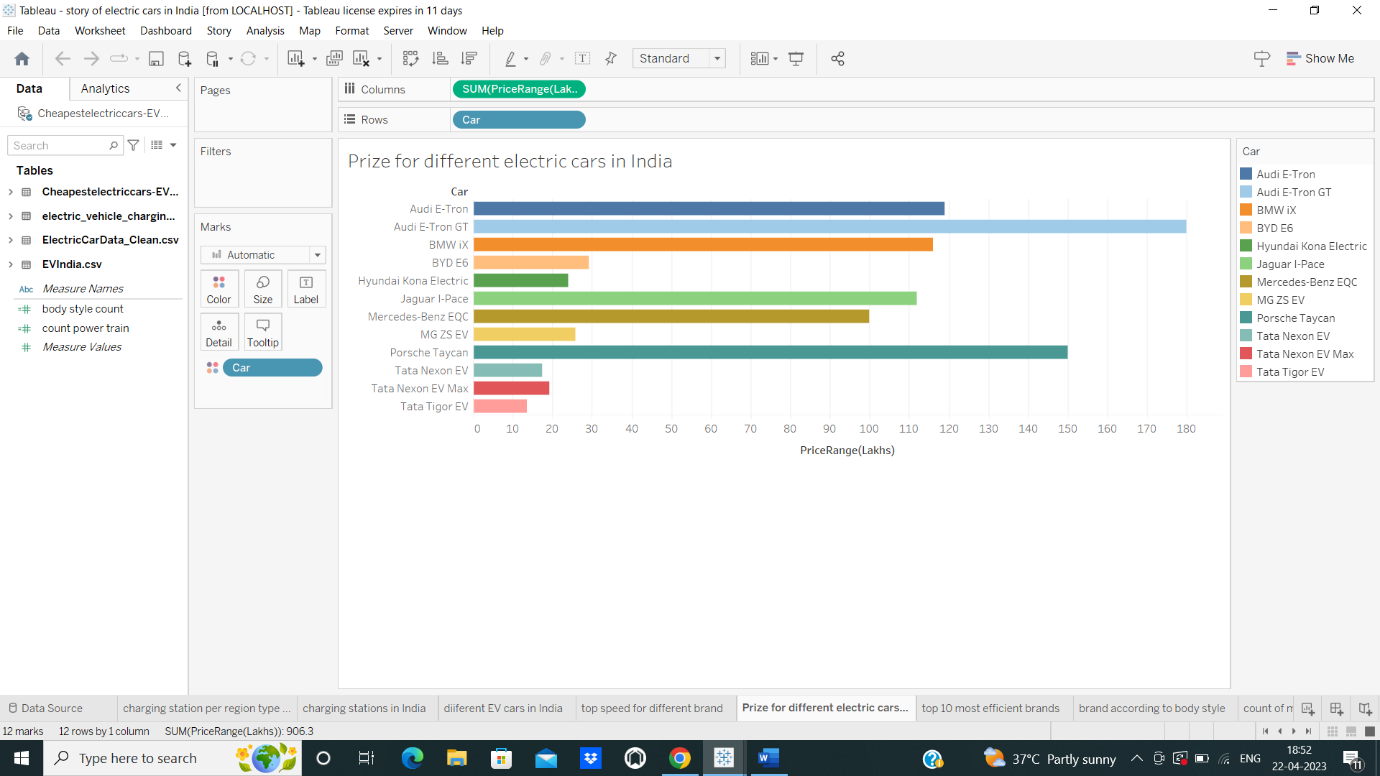 Tableau - story of electric cars in India [from LOCALHOST] - Tableau license expires in 11 days
File Data Worksheet Dashboard Story Analysis Map Format Server Window Help
Standard
Show Me
Data Analytics
Cheapestelectriccars-EV...
Search
Tables
Cheapestelectriccars-EV...
electric_vehicle_chargin...
ElectricCarData_Clean.csv
EVIndia.csv
Abc Measure Names
body style count
count power train
Measure Values
Pages
Filters
Marks
Automatic
Color Size Label
Detail Tooltip
Car
Columns SUM(PriceRange(Lak..
Rows Car
Prize for different electric cars in India
Car
Audi E-Tron
Audi E-Tron GT
BMW iX
BYD E6
Hyundai Kona Electric
Jaguar I-Pace
Mercedes-Benz EQC
MG ZS EV
Porsche Taycan
Tata Nexon EV
Tata Nexon EV Max
Tata Tigor EV
0 10 20 30 40 50 60 70 80 90 100 110 120 130 140 150 160 170 180
PriceRange(Lakhs)
Car
Audi E-Tron
Audi E-Tron GT
BMW iX
BYD E6
Hyundai Kona Electric
Jaguar I-Pace
Mercedes-Benz EQC
MG ZS EV
Porsche Taycan
Tata Nexon EV
Tata Nexon EV Max
Tata Tigor EV
Data Source charging station per region type ... charging stations in India diiferent EV cars in India top speed for different brand Prize for different electric cars... top 10 most efficient brands brand according to body style count of m
12 marks 12 rows by 1 column SUM(PriceRange(Lakhs)): 906.3
Type here to search
37°C Partly sunny
ENG
18:52
22-04-2023
11